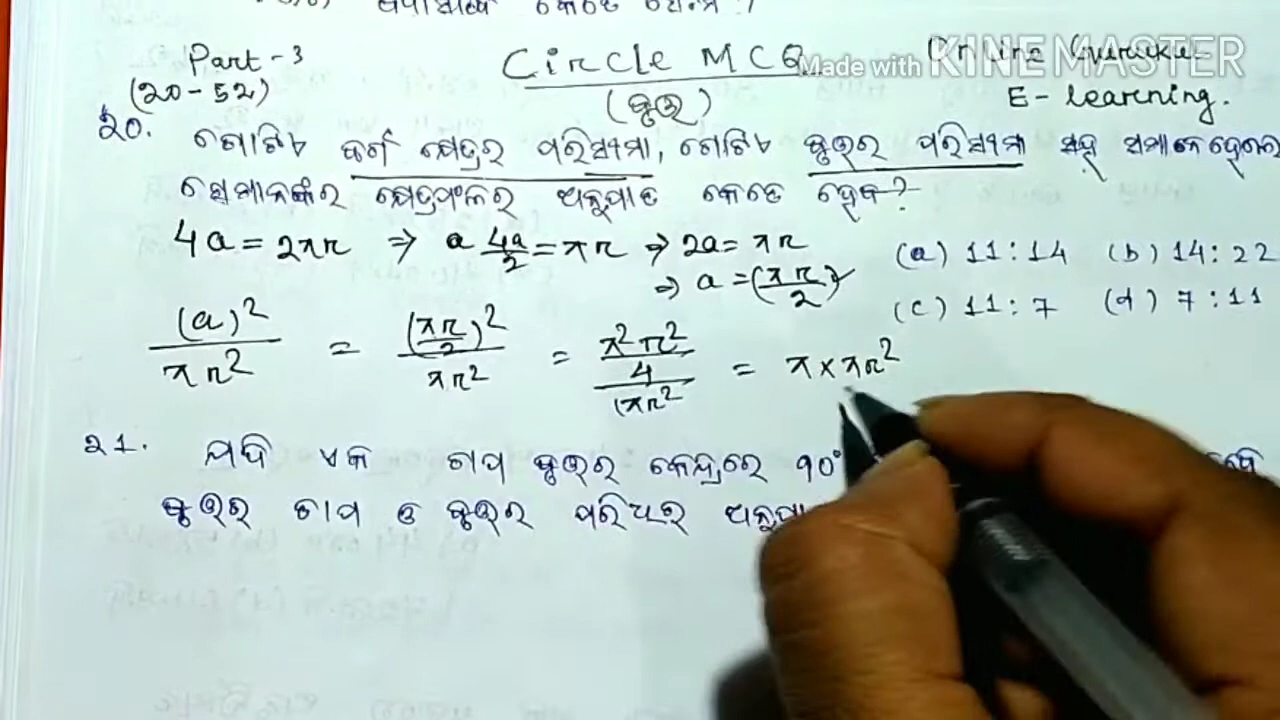 Part-3
(20-52)
Circle MCQ
(ବୃତ୍ତ)
Made with KINEMASTER
E-learning.
20. ଗୋଟିଏ ବର୍ଗ କ୍ଷେତ୍ରର ପରିସୀମା, ଗୋଟିଏ ବୃତ୍ତର ପରିସୀମା ସହ ସମାନ ହେଲେ
ସେମାନଙ୍କର କ୍ଷେତ୍ରଫଳର ଅନୁପାତ କେତେ ହେବ?
4a = 2πr ⇒ a 4a/2 = πr ⇒ 2a = πr
⇒ a = (πr/2)
(a) 11:14 (b) 14:22
(c) 11:7 (d) 7:11
(a)²/πr² = (πr/2)²/πr² = π²r²/4/πr² = π×πr²
21. ଯଦି ଏକ ଚାପ ବୃତ୍ତର କେନ୍ଦ୍ରରେ 90°
ବୃତ୍ତର ଚାପ ଓ ବୃତ୍ତର ପରିଧିର